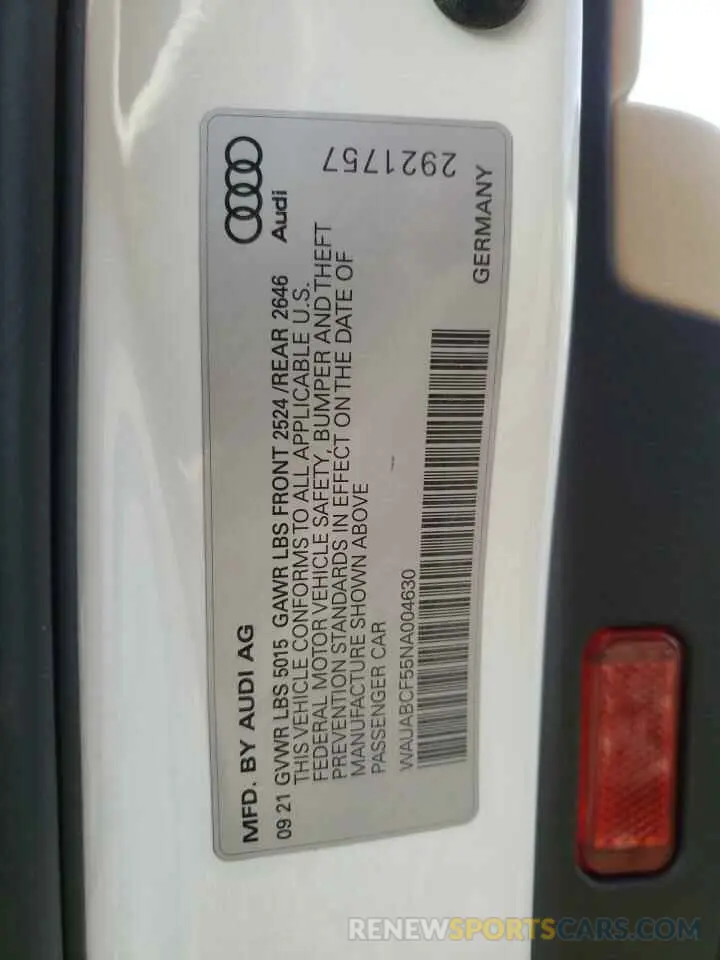 MFD. BY AUDI AG
Audi
09 21 GVWR LBS 5015 GAWR LBS FRONT 2524 /REAR 2646
THIS VEHICLE CONFORMS TO ALL APPLICABLE U.S.
FEDERAL MOTOR VEHICLE SAFETY, BUMPER AND THEFT
PREVENTION STANDARDS IN EFFECT ON THE DATE OF
MANUFACTURE SHOWN ABOVE
PASSENGER CAR
WAUABCF55NA004630
GERMANY
2921757
RENEWSPORTSCARS.COM